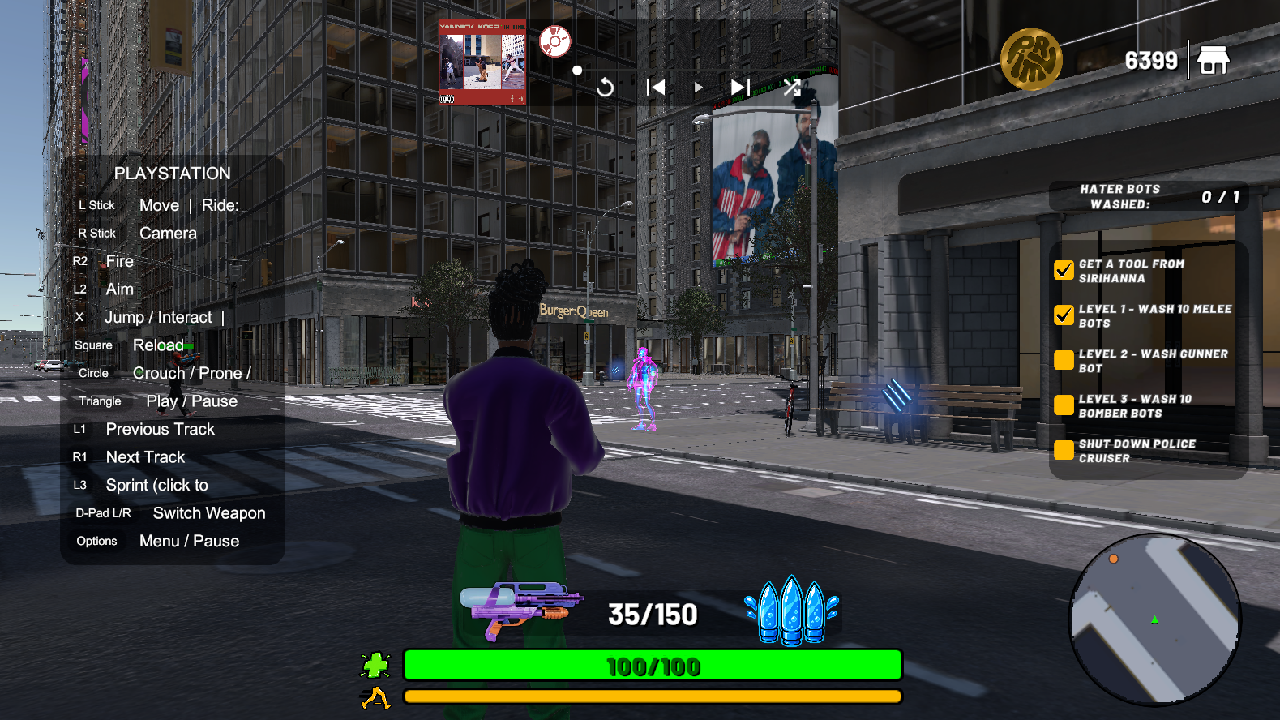 6399
PLAYSTATION
L Stick Move | Ride:
R Stick Camera
R2 Fire
L2 Aim
X Jump / Interact |
Square Reload
Circle Crouch / Prone /
Triangle Play / Pause
L1 Previous Track
R1 Next Track
L3 Sprint (click to
D-Pad L/R Switch Weapon
Options Menu / Pause
Burger:Queen
HATER BOTS
WASHED:
0 / 1
GET A TOOL FROM
SIRIHANNA
LEVEL 1 - WASH 10 MELEE
BOTS
LEVEL 2 - WASH GUNNER
BOT
LEVEL 3 - WASH 10
BOMBER BOTS
SHUT DOWN POLICE
CRUISER
35/150
100/100